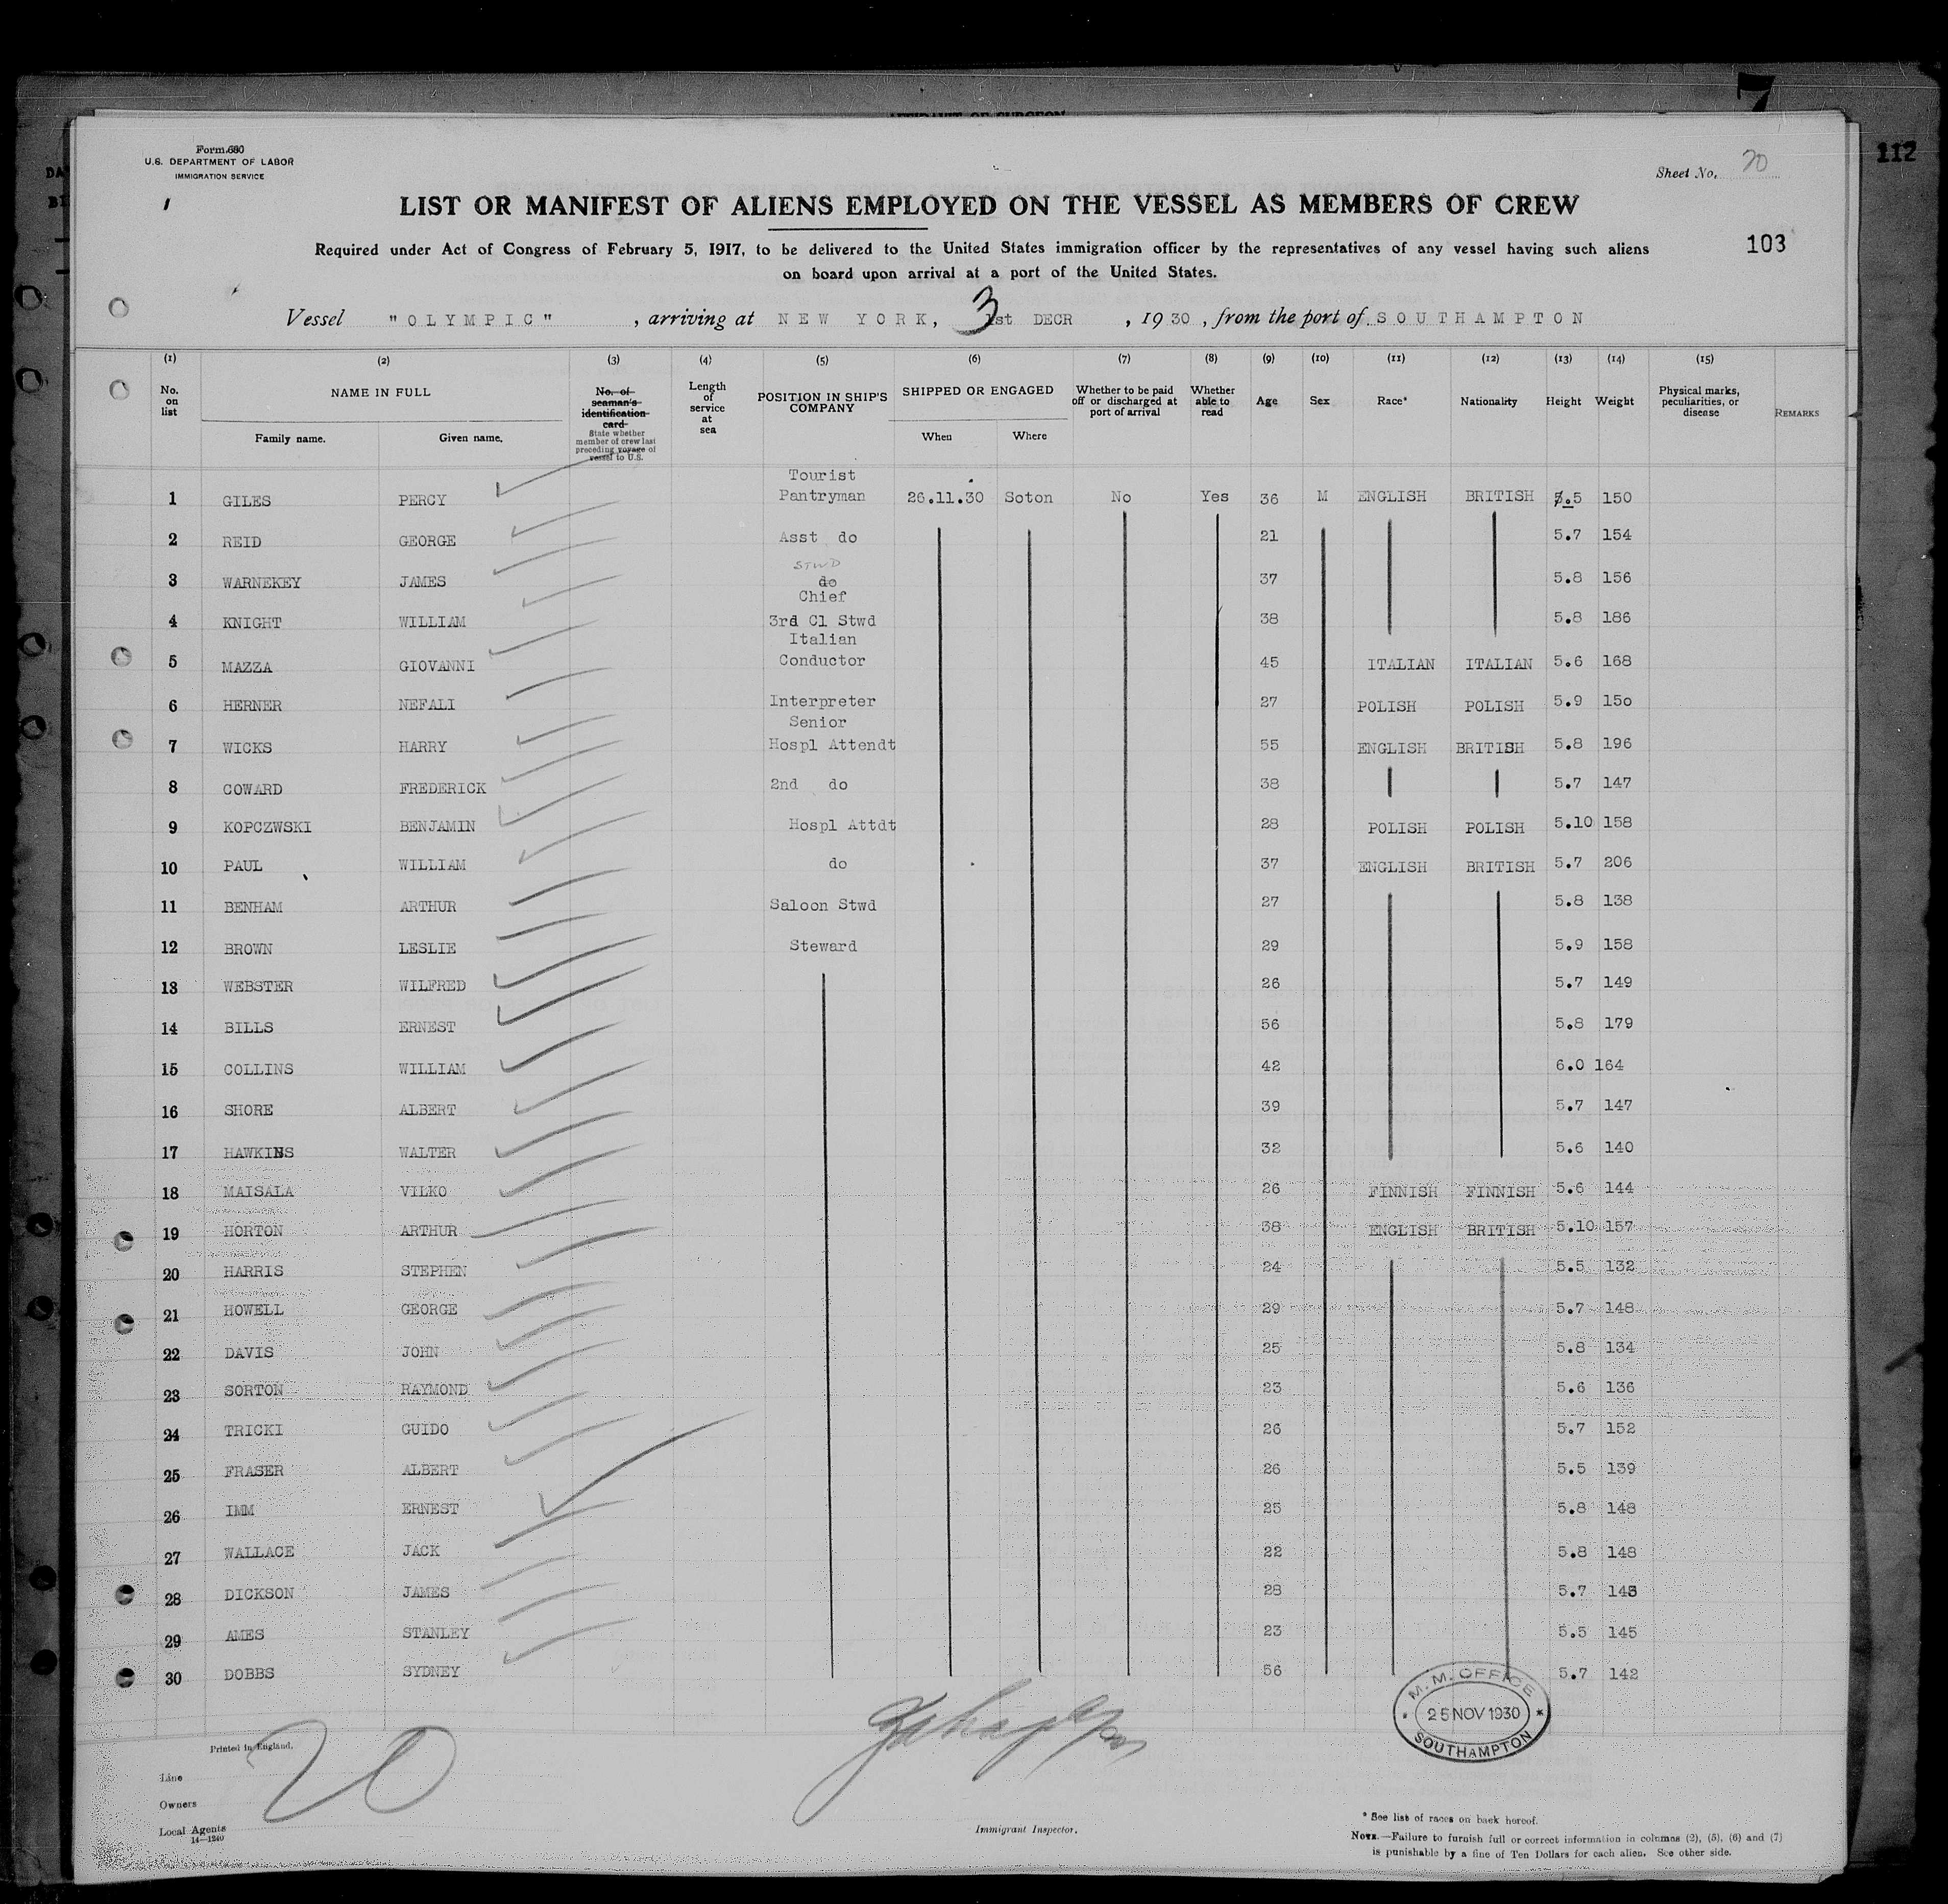 7
112
Form 680
U.S. DEPARTMENT OF LABOR
IMMIGRATION SERVICE
Sheet No. 20
LIST OR MANIFEST OF ALIENS EMPLOYED ON THE VESSEL AS MEMBERS OF CREW
103
Required under Act of Congress of February 5, 1917, to be delivered to the United States immigration officer by the representatives of any vessel having such aliens
on board upon arrival at a port of the United States.
Vessel "OLYMPIC", arriving at NEW YORK, 3 1st DECR, 1930, from the port of SOUTHAMPTON
(1) (2) (3) (4) (5) (6) (7) (8) (9) (10) (11) (12) (13) (14) (15)
No. on list
NAME IN FULL
Family name. Given name.
No. of seaman's identification card
State whether member of crew last preceding voyage of vessel to U.S.
Length of service at sea
POSITION IN SHIP'S COMPANY
SHIPPED OR ENGAGED
When Where
Whether to be paid off or discharged at port of arrival
Whether able to read
Age
Sex
Race*
Nationality
Height
Weight
Physical marks, peculiarities, or disease
REMARKS
1 GILES PERCY Tourist Pantryman 26.11.30 Soton No Yes 36 M ENGLISH BRITISH 5.5 150
2 REID GEORGE Asst do 21 5.7 154
3 WARNEKEY JAMES STWD do 37 5.8 156
4 KNIGHT WILLIAM Chief 3rd Cl Stwd 38 5.8 186
5 MAZZA GIOVANNI Italian Conductor 45 ITALIAN ITALIAN 5.6 168
6 HERNER NEFALI Interpreter 27 POLISH POLISH 5.9 150
7 WICKS HARRY Senior Hospl Attendt 55 ENGLISH BRITISH 5.8 196
8 COWARD FREDERICK 2nd do 38 5.7 147
9 KOPCZWSKI BENJAMIN Hospl Attdt 28 POLISH POLISH 5.10 158
10 PAUL WILLIAM do 37 ENGLISH BRITISH 5.7 206
11 BENHAM ARTHUR Saloon Stwd 27 5.8 138
12 BROWN LESLIE Steward 29 5.9 158
13 WEBSTER WILFRED 26 5.7 149
14 BILLS ERNEST 56 5.8 179
15 COLLINS WILLIAM 42 6.0 164
16 SHORE ALBERT 39 5.7 147
17 HAWKINS WALTER 32 5.6 140
18 MAISALA VILKO 26 FINNISH FINNISH 5.6 144
19 HORTON ARTHUR 38 ENGLISH BRITISH 5.10 157
20 HARRIS STEPHEN 24 5.5 132
21 HOWELL GEORGE 29 5.7 148
22 DAVIS JOHN 25 5.8 134
23 SORTON RAYMOND 23 5.6 136
24 TRICKI GUIDO 26 5.7 152
25 FRASER ALBERT 26 5.5 139
26 IMM ERNEST 25 5.8 148
27 WALLACE JACK 22 5.8 148
28 DICKSON JAMES 28 5.7
29 AMES STANLEY 23 5.5 145
30 DOBBS SYDNEY 56 5.7 142
M. M. OFFICE
25 NOV 1930
SOUTHAMPTON
Printed in England.
20
Line
Owners
Local Agents
14—1240
Immigrant Inspector.
* See list of races on back hereof.
NOTE.—Failure to furnish full or correct information in columns (2), (5), (6) and (7)
is punishable by a fine of Ten Dollars for each alien. See other side.